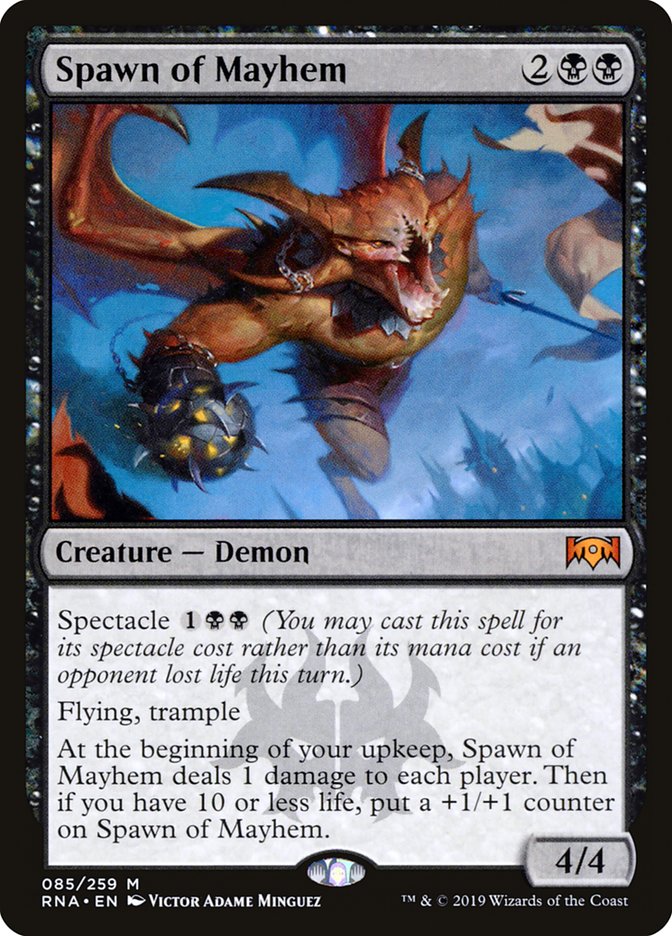 Spawn of Mayhem 2
Creature — Demon
Spectacle 1 (You may cast this spell for
its spectacle cost rather than its mana cost if an
opponent lost life this turn.)
Flying, trample
At the beginning of your upkeep, Spawn of
Mayhem deals 1 damage to each player. Then
if you have 10 or less life, put a +1/+1 counter
on Spawn of Mayhem.
4/4
085/259 M
RNA • EN Victor Adame Minguez
™ & © 2019 Wizards of the Coast